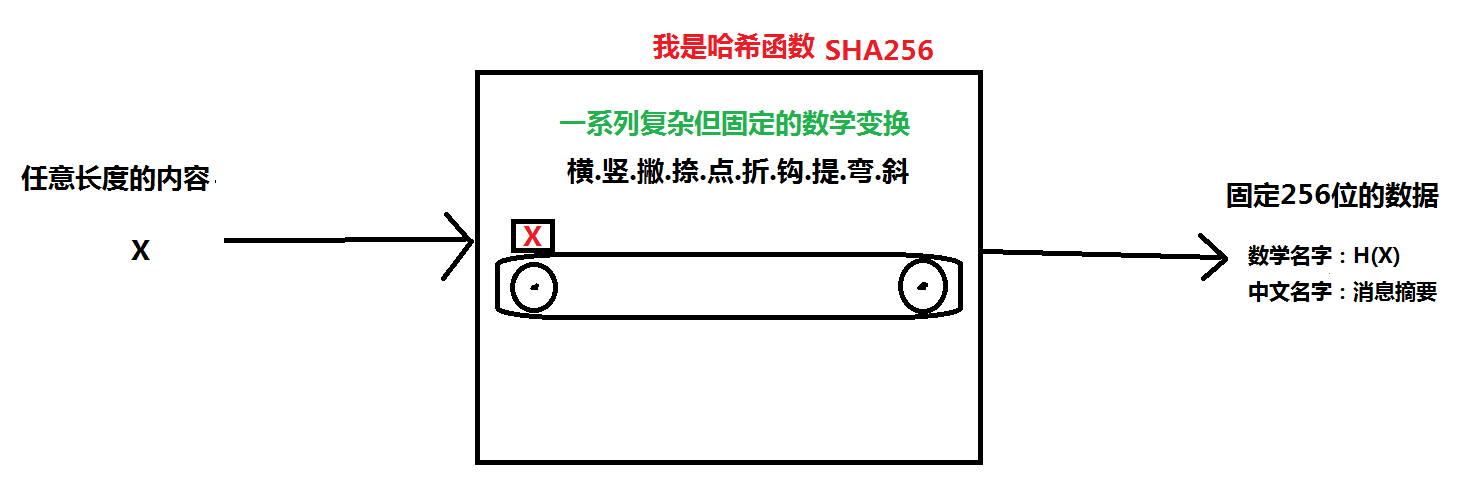 我是哈希函数 SHA256
一系列复杂但固定的数学变换
横.竖.撇.捺.点.折.钩.提.弯.斜
任意长度的内容
X
X
固定256位的数据
数学名字：H(X)
中文名字：消息摘要